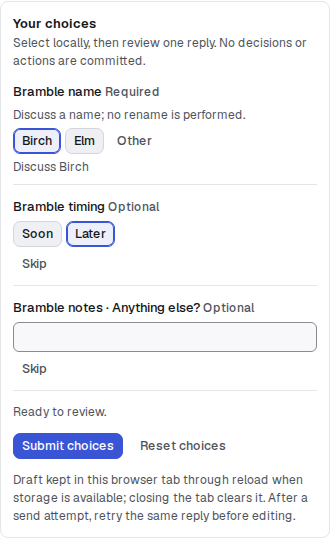 Your choices
Select locally, then review one reply. No decisions or
actions are committed.
Bramble name Required
Discuss a name; no rename is performed.
Birch Elm Other
Discuss Birch
Bramble timing Optional
Soon Later
Skip
Bramble notes · Anything else? Optional
Skip
Ready to review.
Submit choices Reset choices
Draft kept in this browser tab through reload when
storage is available; closing the tab clears it. After a
send attempt, retry the same reply before editing.